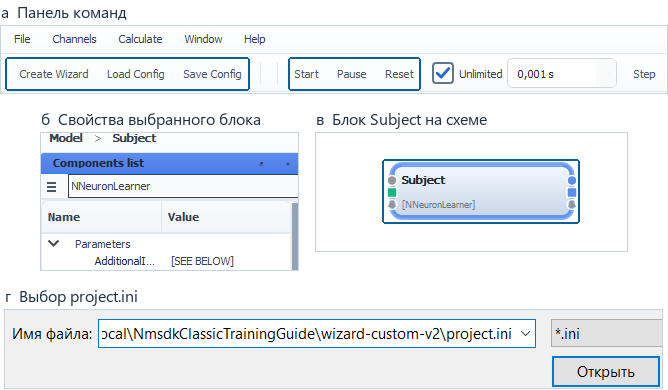 а Панель команд
File Channels Calculate Window Help
Create Wizard Load Config Save Config Start Pause Reset Unlimited 0,001 s Step
б Свойства выбранного блока
Model > Subject
Components list
NNeuronLearner
Name Value
Parameters
AdditionalI... [SEE BELOW]
в Блок Subject на схеме
Subject
[NNeuronLearner]
г Выбор project.ini
Имя файла: ocal\NmsdkClassicTrainingGuide\wizard-custom-v2\project.ini *.ini
Открыть